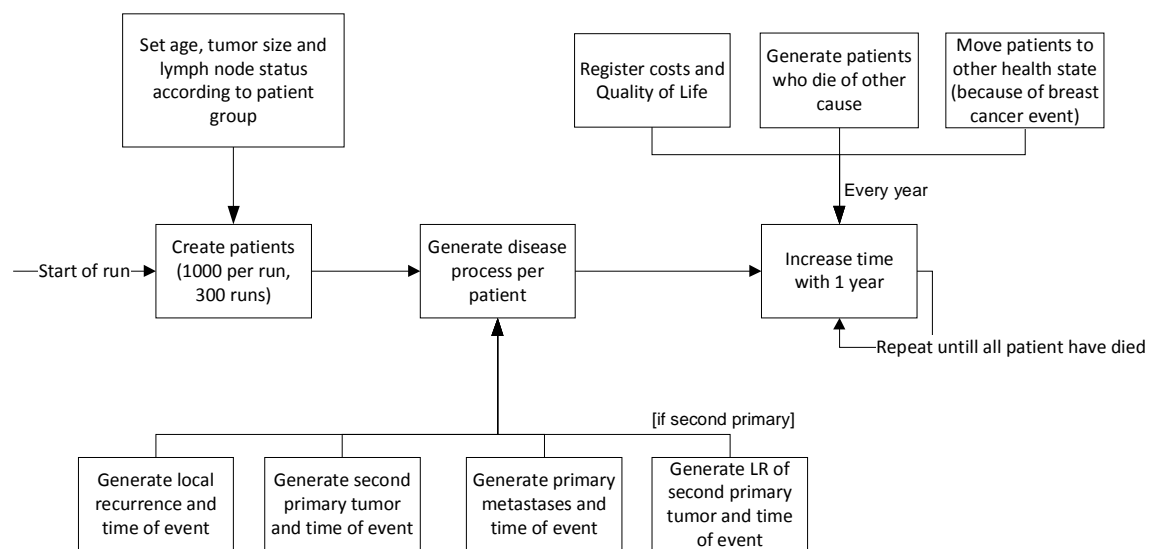 Set age, tumor size and
lymph node status
according to patient
group
Register costs and
Quality of Life
Generate patients
who die of other
cause
Move patients to
other health state
(because of breast
cancer event)
Every year
Start of run
Create patients
(1000 per run,
300 runs)
Generate disease
process per
patient
Increase time
with 1 year
Repeat untill all patient have died
[if second primary]
Generate local
recurrence and
time of event
Generate second
primary tumor
and time of event
Generate primary
metastases and
time of event
Generate LR of
second primary
tumor and time
of event